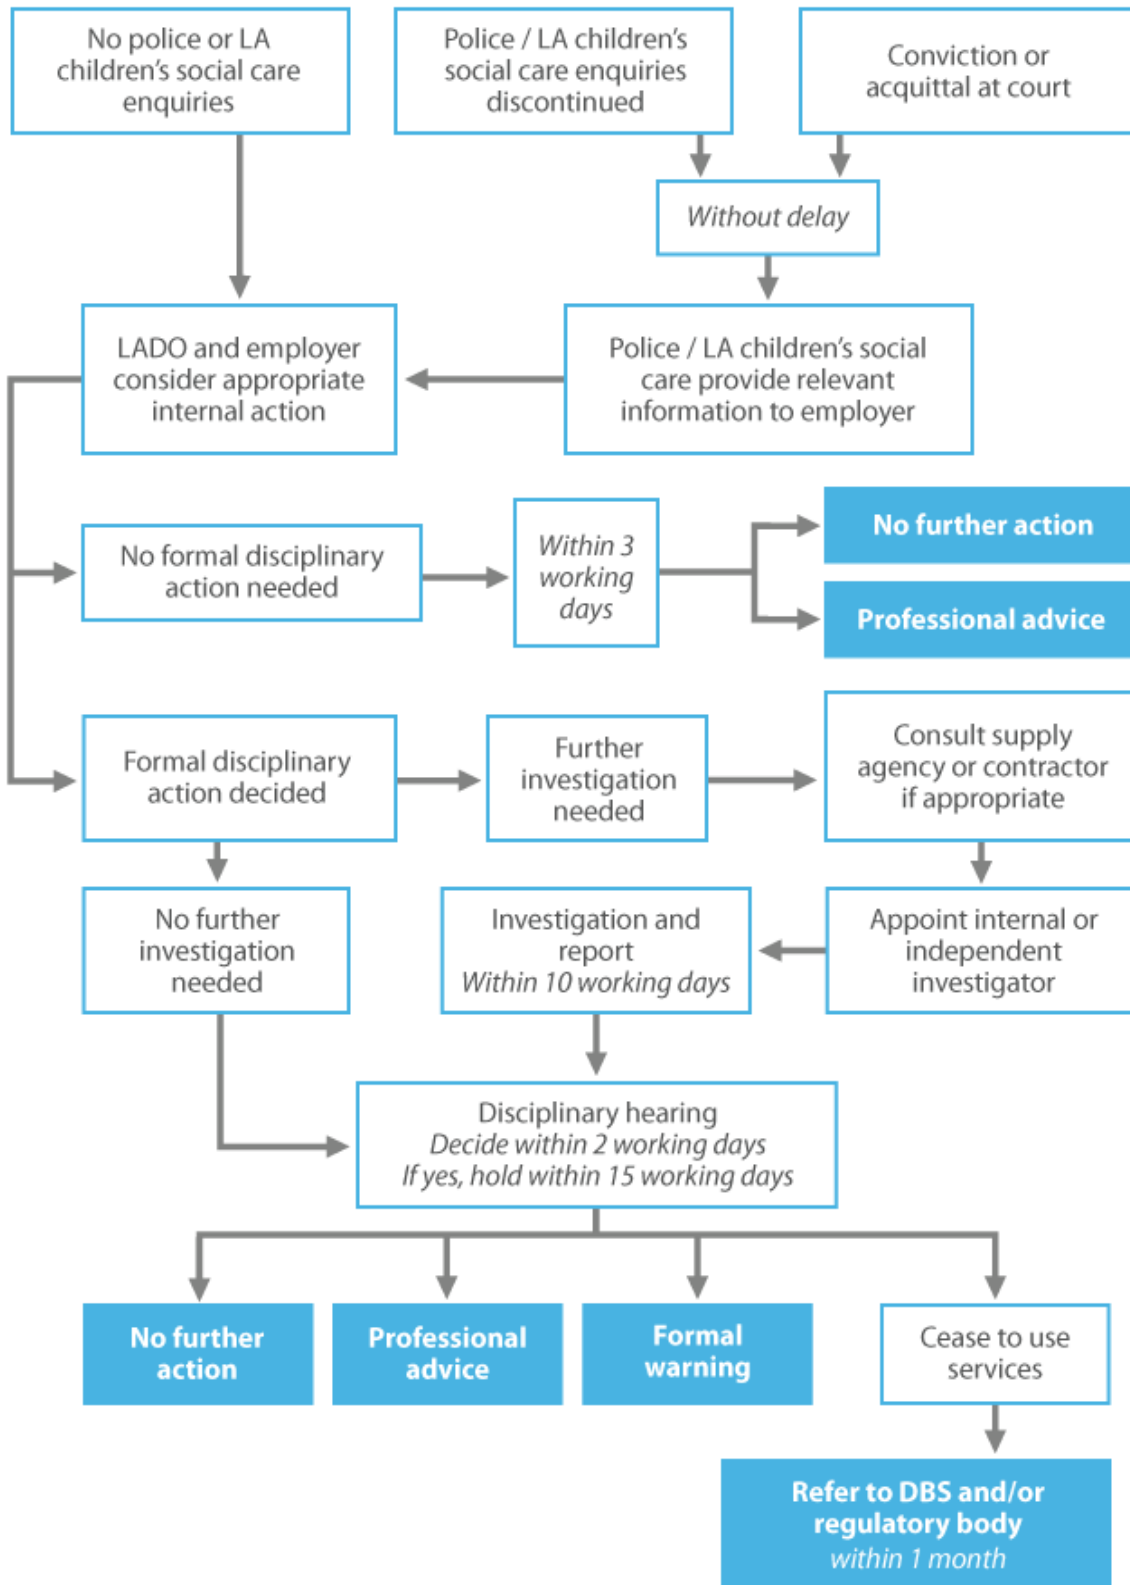 No police or LA
children’s social care
enquiries
Police / LA children’s
social care enquiries
discontinued
Conviction or
acquittal at court
Without delay
LADO and employer
consider appropriate
internal action
Police / LA children’s social
care provide relevant
information to employer
No formal disciplinary
action needed
Within 3
working
days
No further action
Professional advice
Formal disciplinary
action decided
Further
investigation
needed
Consult supply
agency or contractor
if appropriate
No further
investigation
needed
Investigation and
report
Within 10 working days
Appoint internal or
independent
investigator
Disciplinary hearing
Decide within 2 working days
If yes, hold within 15 working days
No further
action
Professional
advice
Formal
warning
Cease to use
services
Refer to DBS and/or
regulatory body
within 1 month